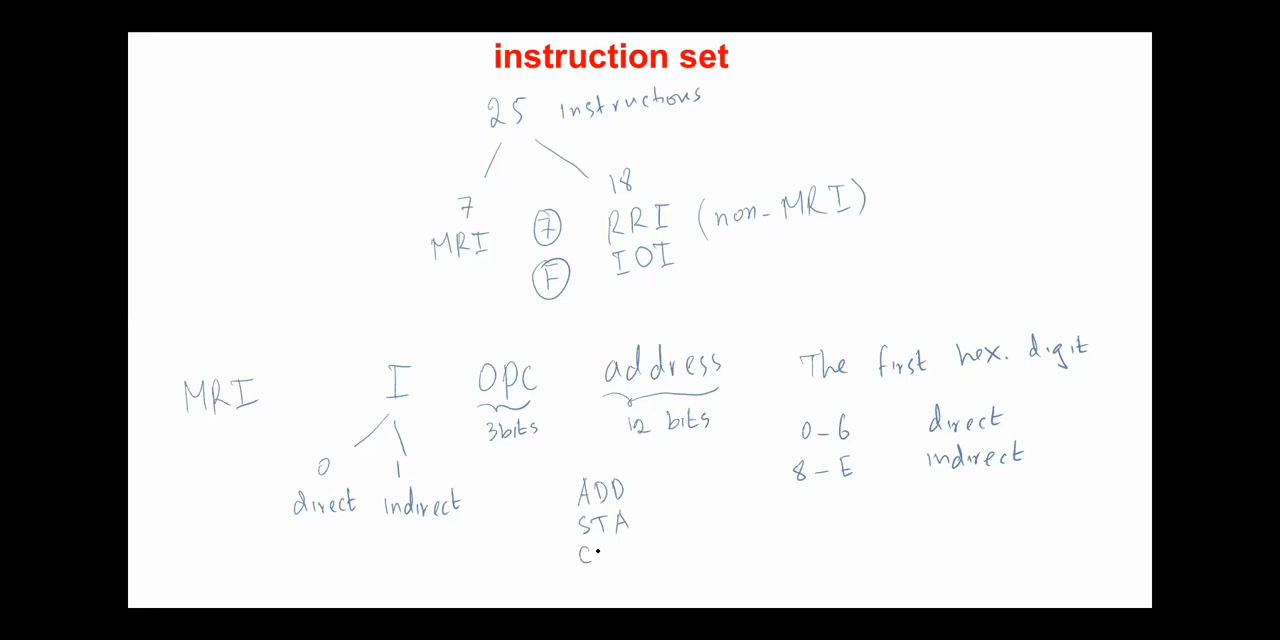 instruction set
25 instructions
7 18
MRI 7 RRI (non-MRI)
F IOI
MRI I OPC address The first hex. digit
3bits 12 bits 0-6 direct
0 1 8-E indirect
direct indirect
ADD
STA
C